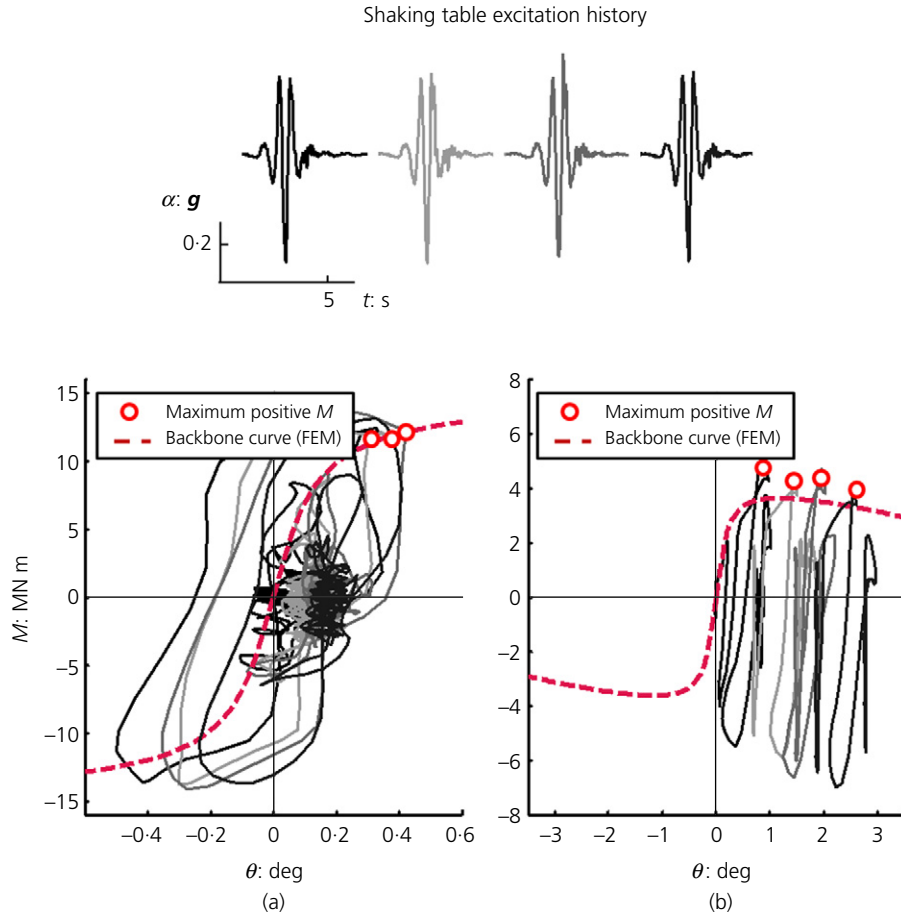 Shaking table excitation history
α: g
0·2
5 t: s
15
10
5
0
−5
−10
−15
M: MN m
Maximum positive M
Backbone curve (FEM)
−0·4 −0·2 0 0·2 0·4 0·6
θ: deg
(a)
8
6
4
2
0
−2
−4
−6
−8
Maximum positive M
Backbone curve (FEM)
−3 −2 −1 0 1 2 3
θ: deg
(b)